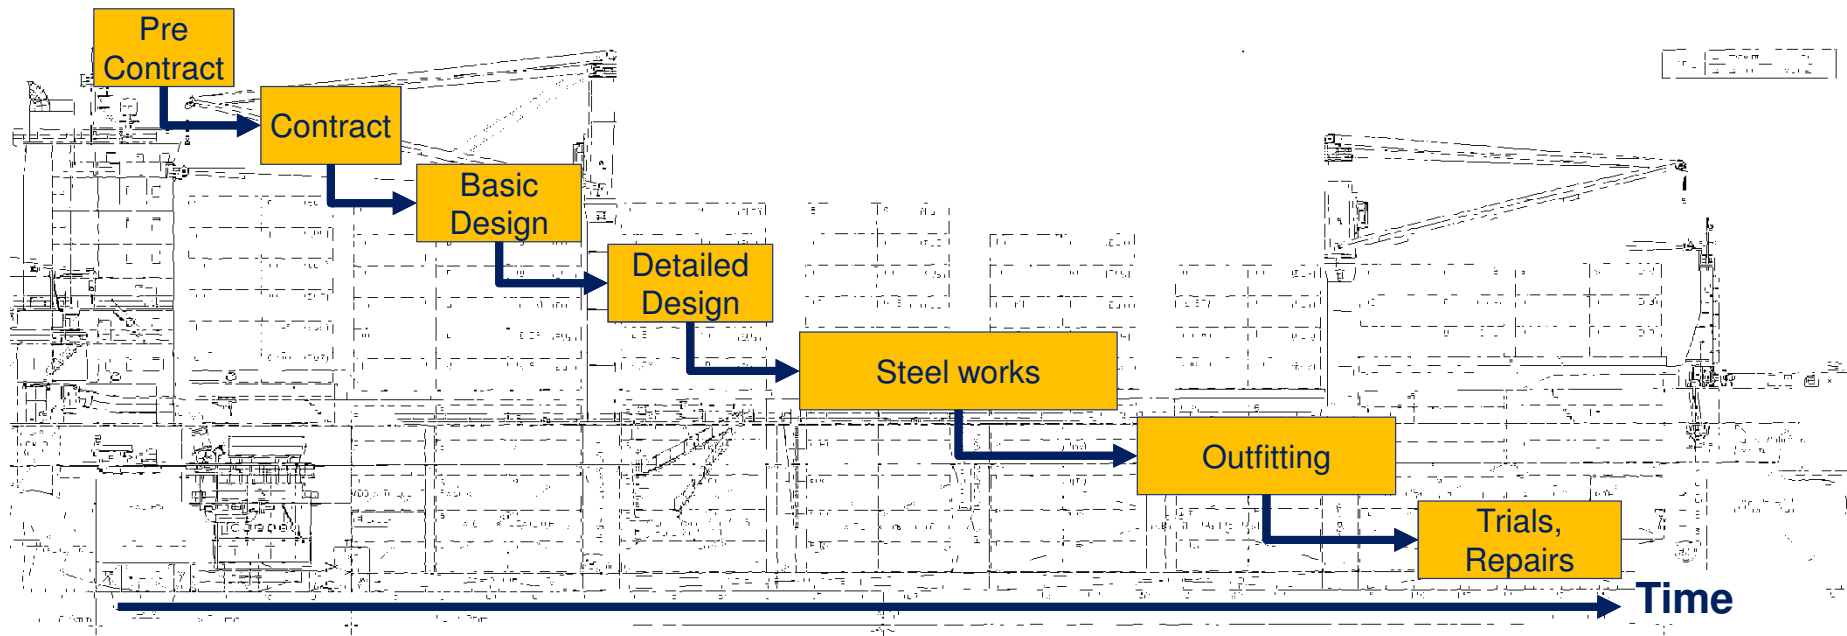 Pre
Contract
Contract
Basic
Design
Detailed
Design
Steel works
Outfitting
Trials,
Repairs
Time